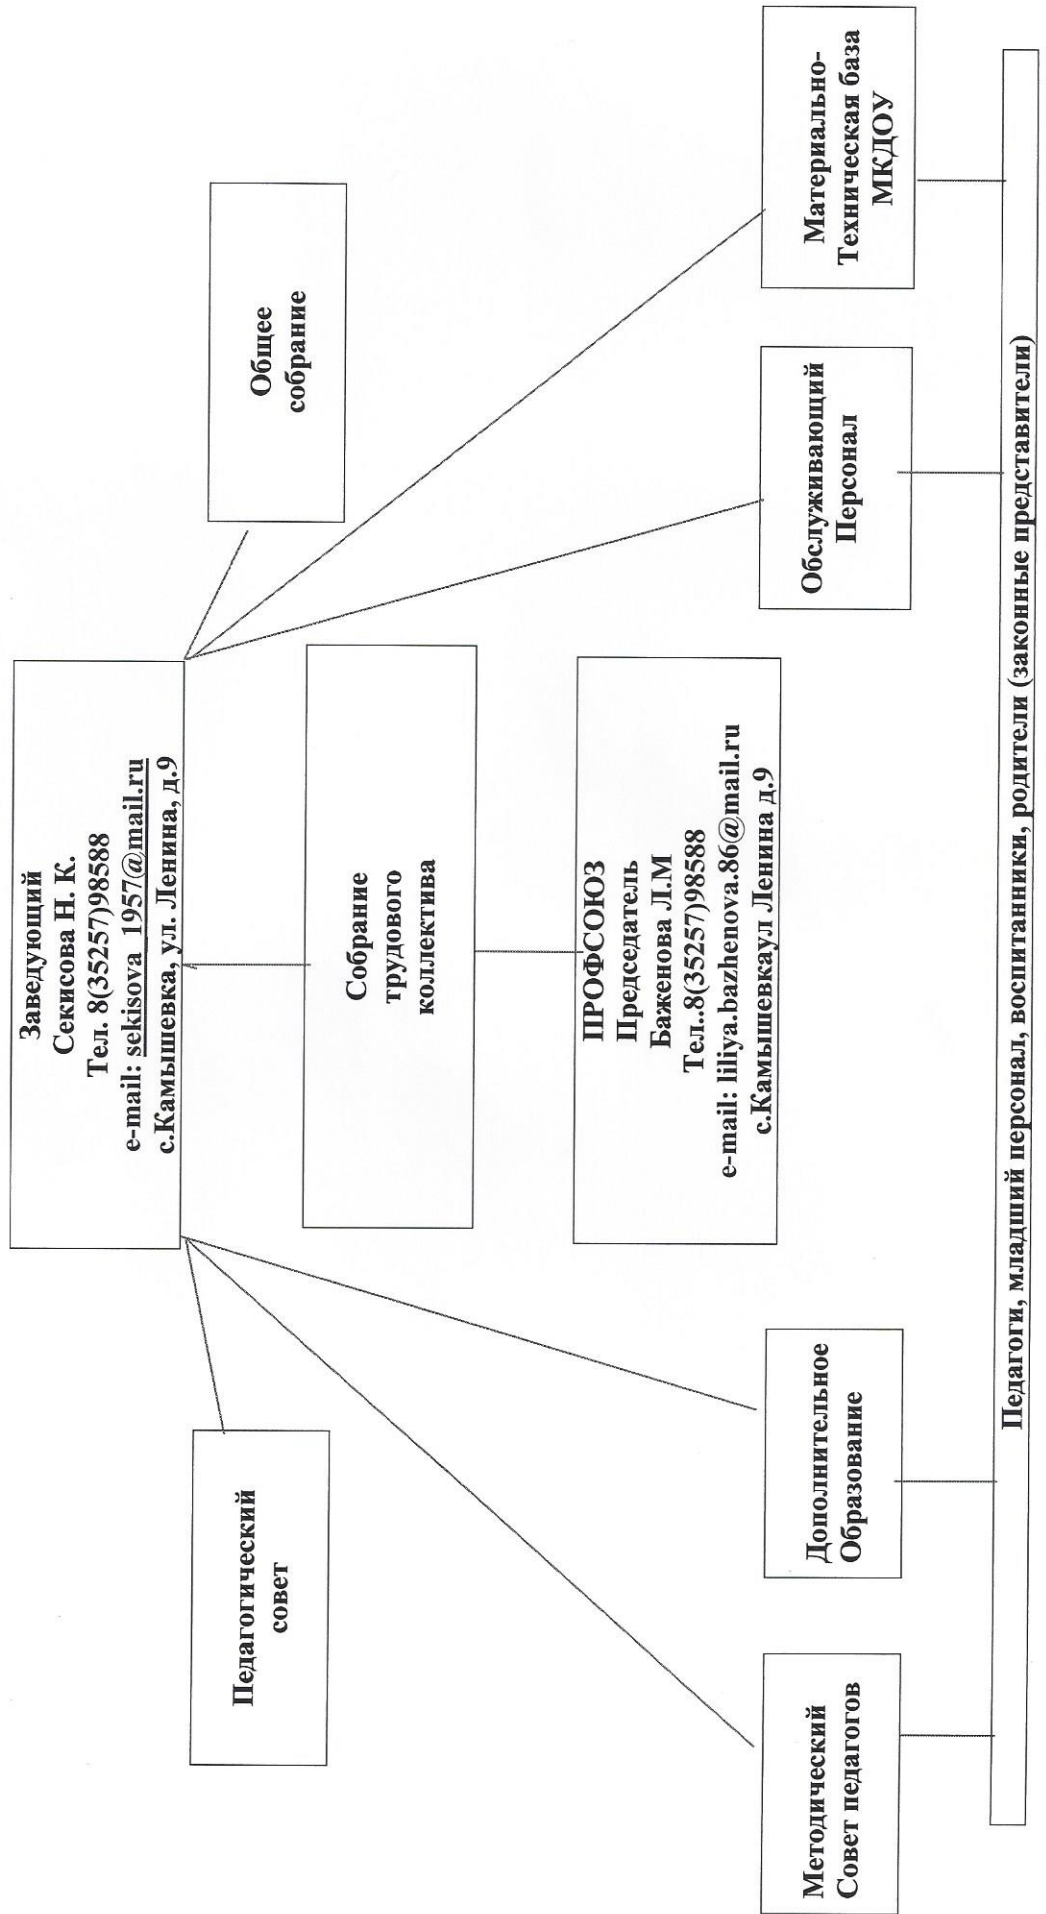 Заведующий
Секисова Н. К.
Тел. 8(35257)98588
e-mail: sekisova_1957@mail.ru
с.Камышевка, ул. Ленина, д.9
Педагогический
совет
Общее
собрание
Собрание
трудового
коллектива
ПРОФСОЮЗ
Председатель
Баженова Л.М
Тел..8(35257)98588
e-mail: liliya.bazhenova.86@mail.ru
с.Камышевкаул Ленина д.9
Методический
Совет педагогов
Дополнительное
Образование
Обслуживающий
Персонал
Материально-
Техническая база
МКДОУ
Педагоги, младший персонал, воспитанники, родители (законные представители)